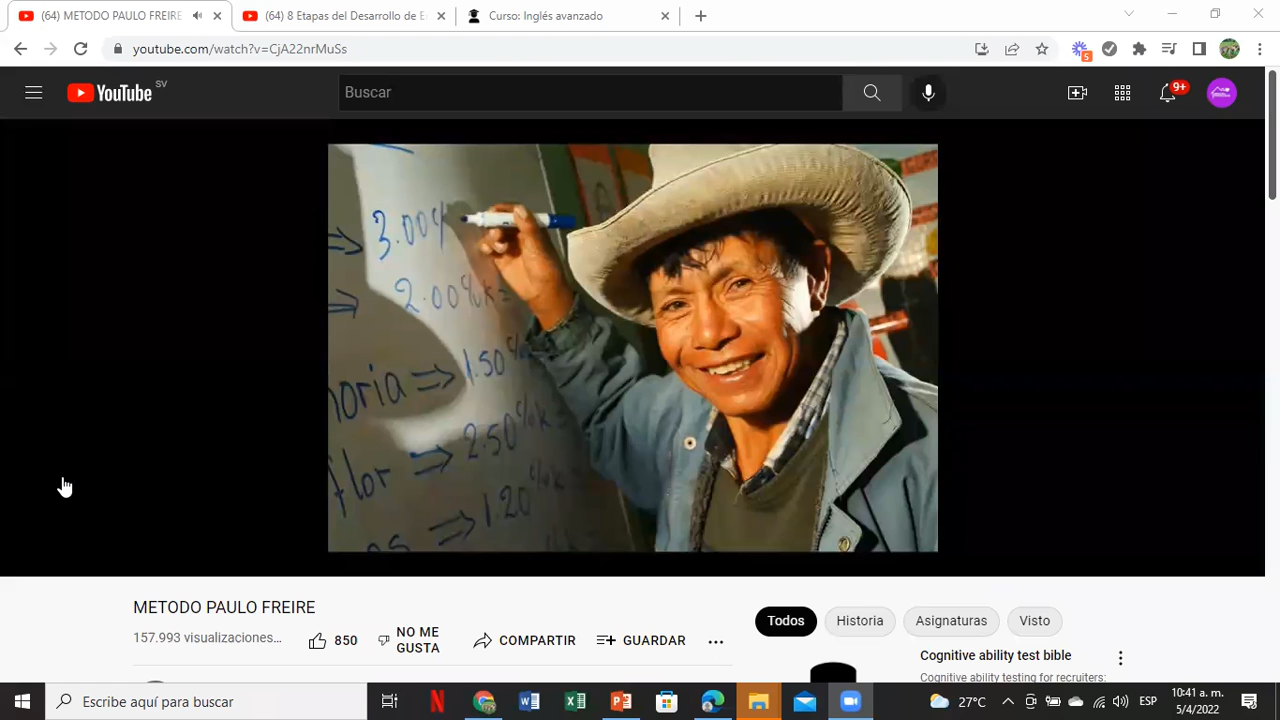 (64) METODO PAULO FREIRE
(64) 8 Etapas del Desarrollo de E
Curso: Inglés avanzado
youtube.com/watch?v=CjA22nrMuSs
5
YouTube SV
Buscar
9+
3.00%
2.00% k =
horia ⇒ 1.50%
flor ⇒ 2.50% k =
os ⇒ 1.20% k
METODO PAULO FREIRE
157.993 visualizaciones...
850
NO ME GUSTA
COMPARTIR
GUARDAR
Todos
Historia
Asignaturas
Visto
Cognitive ability test bible
Cognitive ability testing for recruiters:
Escribe aquí para buscar
27°C
ESP
10:41 a. m.
5/4/2022